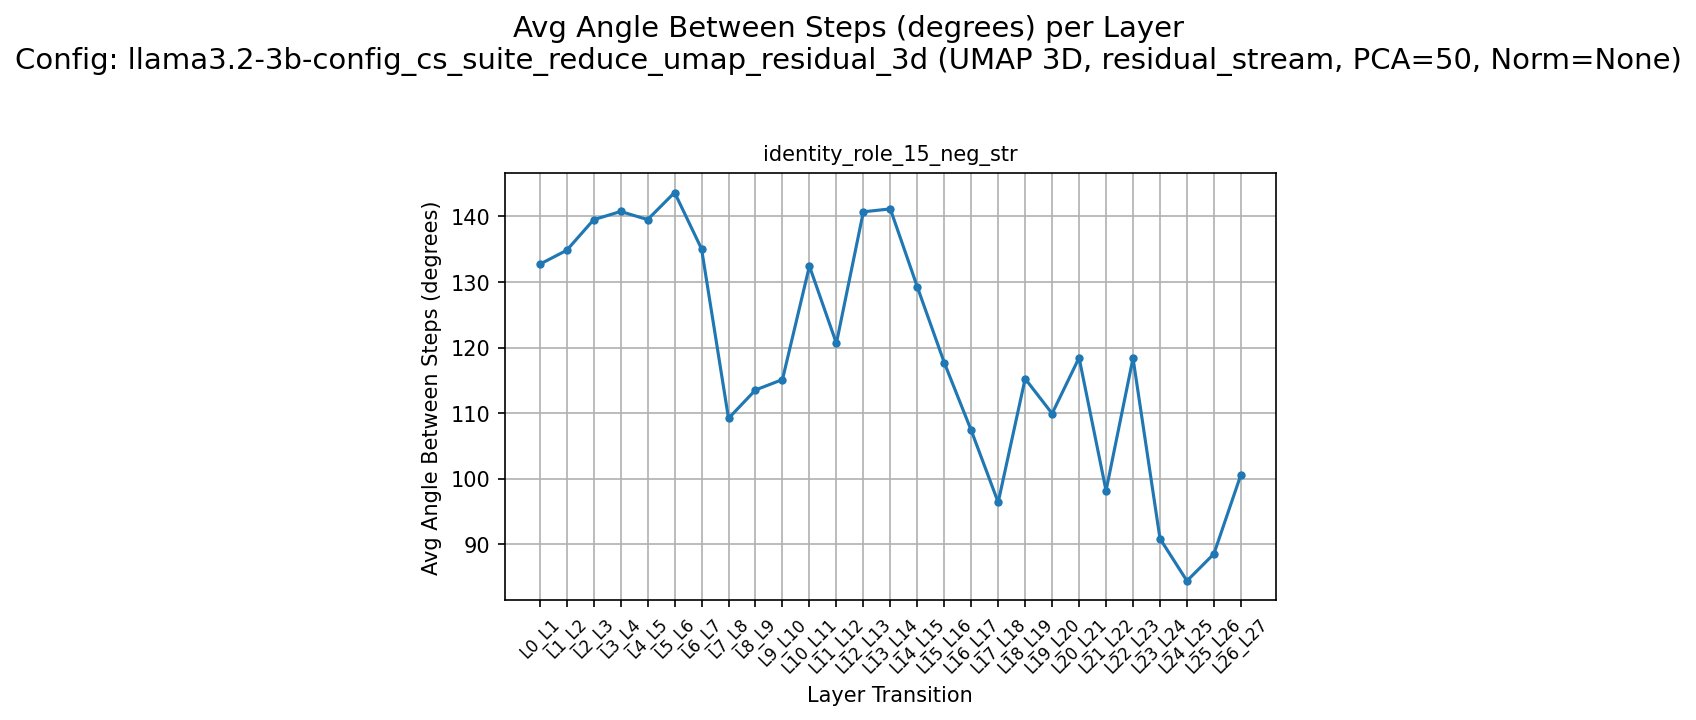 Avg Angle Between Steps (degrees) per Layer
Config: llama3.2-3b-config_cs_suite_reduce_umap_residual_3d (UMAP 3D, residual_stream, PCA=50, Norm=None)
identity_role_15_neg_str
Avg Angle Between Steps (degrees)
140
130
120
110
100
90
L0_L1
L1_L2
L2_L3
L3_L4
L4_L5
L5_L6
L6_L7
L7_L8
L8_L9
L9_L10
L10_L11
L11_L12
L12_L13
L13_L14
L14_L15
L15_L16
L16_L17
L17_L18
L18_L19
L19_L20
L20_L21
L21_L22
L22_L23
L23_L24
L24_L25
L25_L26
L26_L27
Layer Transition